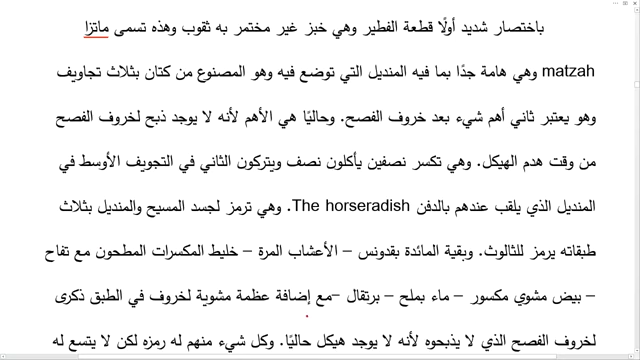 باختصار شديد أولًا قطعة الفطير وهي خبز غير مختمر به ثقوب وهذه تسمى ماتزا
matzah وهي هامة جدًا بما فيه المنديل التي توضع فيه وهو المصنوع من كتان بثلاث تجاويف
وهو يعتبر ثاني أهم شيء بعد خروف الفصح. وحاليًا هي الأهم لأنه لا يوجد ذبح لخروف الفصح
من وقت هدم الهيكل. وهي تكسر نصفين يأكلون نصف ويتركون الثاني في التجويف الأوسط في
المنديل الذي يلقب عندهم بالدفن The horseradish. وهي ترمز لجسد المسيح والمنديل بثلاث
طبقاته يرمز للثالوث. وبقية المائدة بقدونس – الأعشاب المرة – خليط المكسرات المطحون مع تفاح
– بيض مشوي مكسور – ماء بملح – برتقال –مع إضافة عظمة مشوية لخروف في الطبق ذكرى
لخروف الفصح الذي لا يذبحوه لأنه لا يوجد هيكل حاليًا. وكل شيء منهم له رمزه لكن لا يتسع له